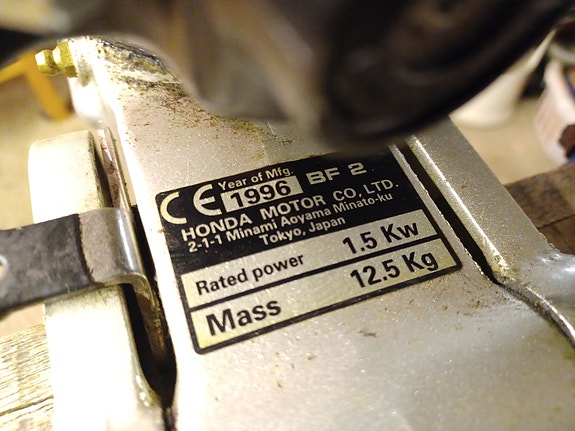 CE Year of Mfg. 1996 BF 2
HONDA MOTOR CO., LTD.
2-1-1 Minami Aoyama Minato-ku
Tokyo, Japan
Rated power 1.5 Kw
Mass 12.5 Kg